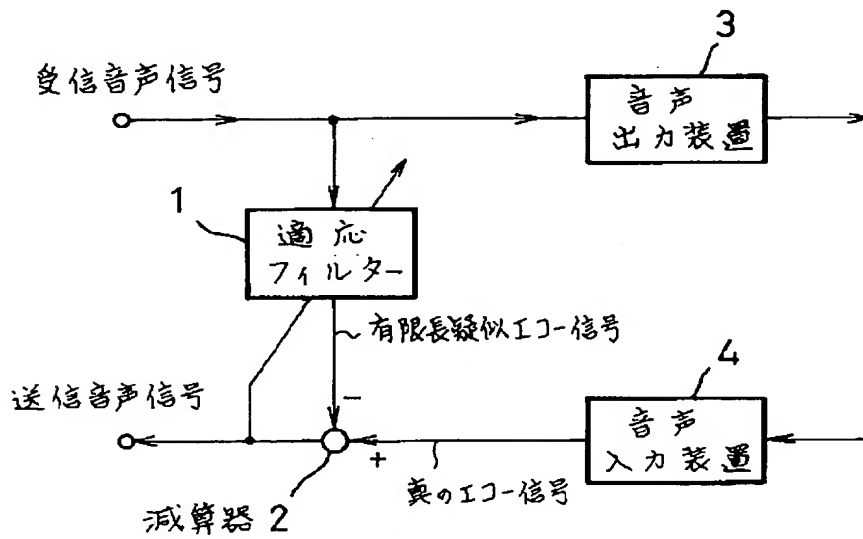 3
受信音声信号
音声
出力装置
1
適応
フィルター
有限長疑似エコー信号
4
送信音声信号
−
音声
入力装置
+
真のエコー信号
減算器 2